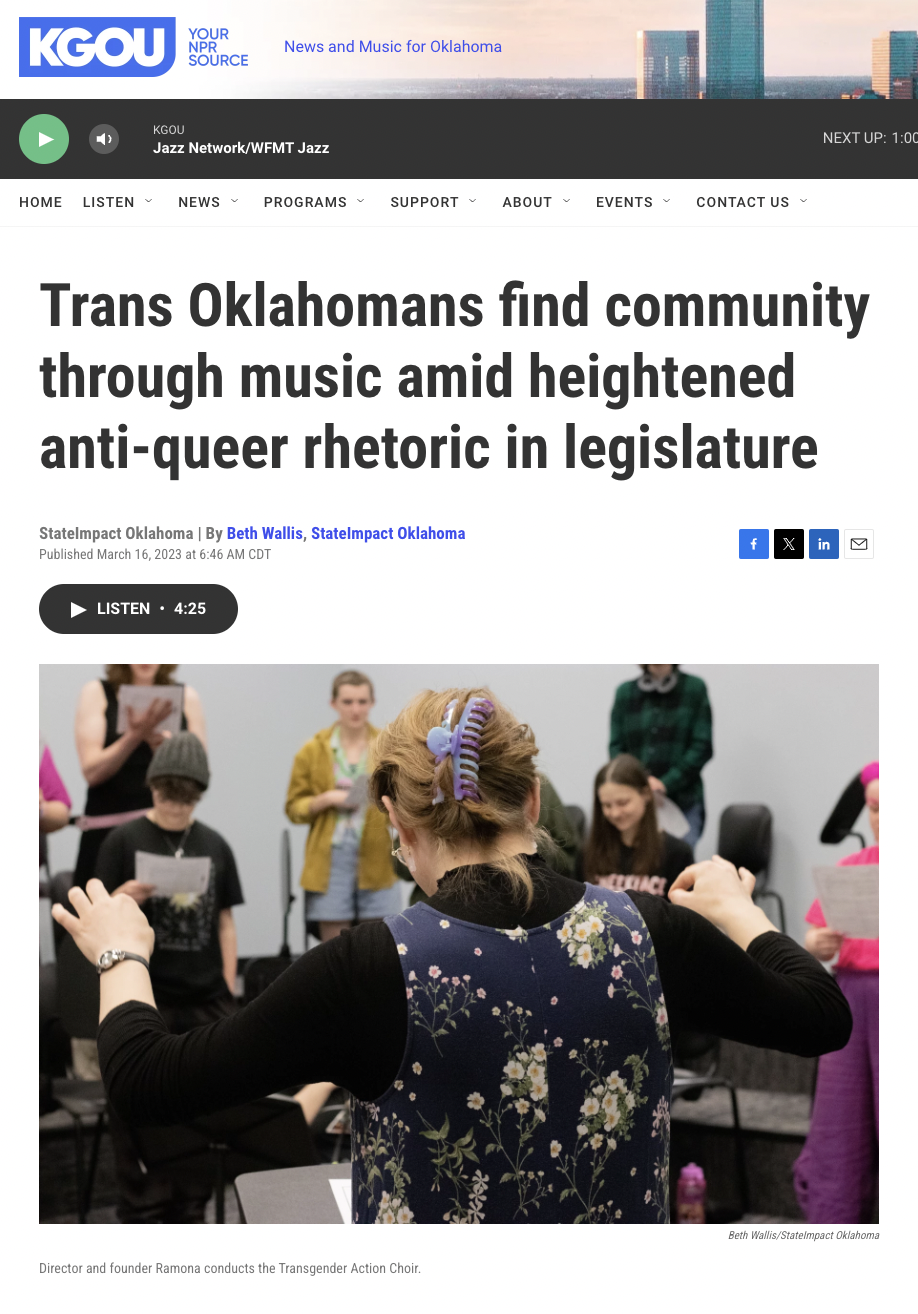 KGOU
YOUR
NPR
SOURCE
News and Music for Oklahoma
KGOU
Jazz Network/WFMT Jazz
NEXT UP: 1:00
HOME LISTEN NEWS PROGRAMS SUPPORT ABOUT EVENTS CONTACT US
Trans Oklahomans find community
through music amid heightened
anti-queer rhetoric in legislature
StateImpact Oklahoma | By Beth Wallis, StateImpact Oklahoma
Published March 16, 2023 at 6:46 AM CDT
LISTEN • 4:25
Beth Wallis/StateImpact Oklahoma
Director and founder Ramona conducts the Transgender Action Choir.